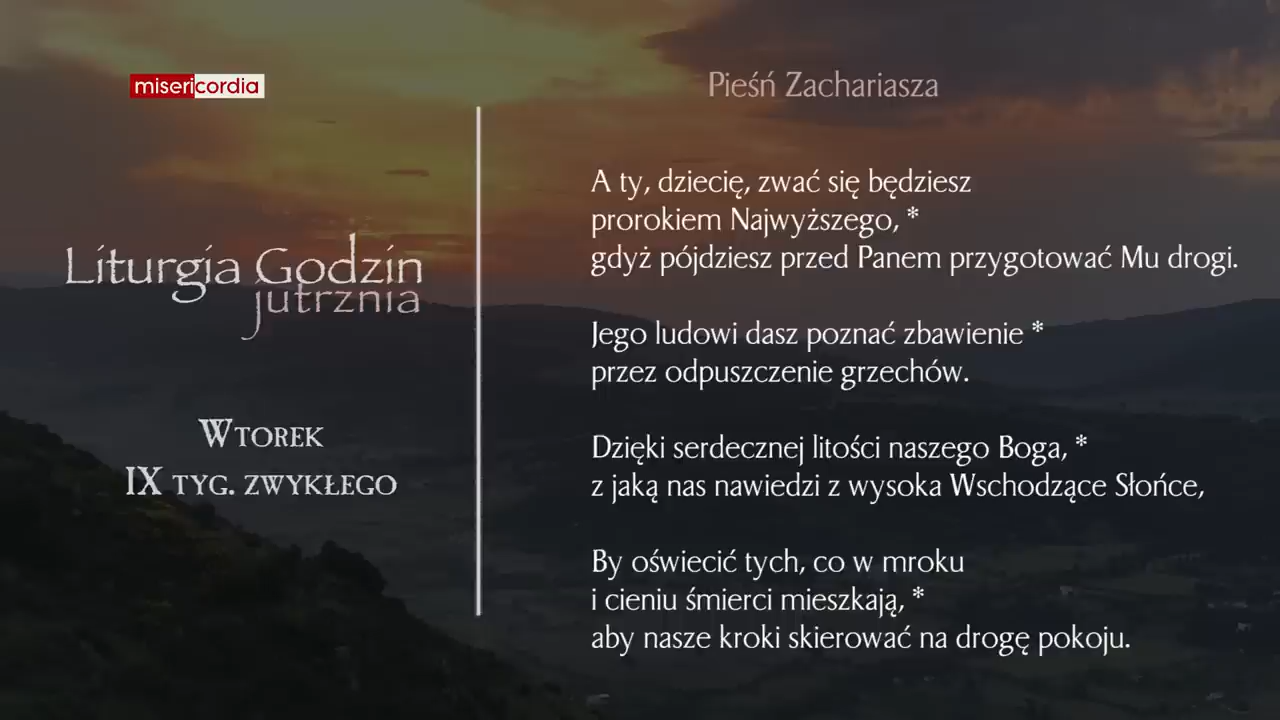 misericordia
Liturgia Godzin
jutrznia
Wtorek
IX tyg. zwykłego
Pieśń Zachariasza
A ty, dziecię, zwać się będziesz
prorokiem Najwyższego, *
gdyż pójdziesz przed Panem przygotować Mu drogi.
Jego ludowi dasz poznać zbawienie *
przez odpuszczenie grzechów.
Dzięki serdecznej litości naszego Boga, *
z jaką nas nawiedzi z wysoka Wschodzące Słońce,
By oświecić tych, co w mroku
i cieniu śmierci mieszkają, *
aby nasze kroki skierować na drogę pokoju.